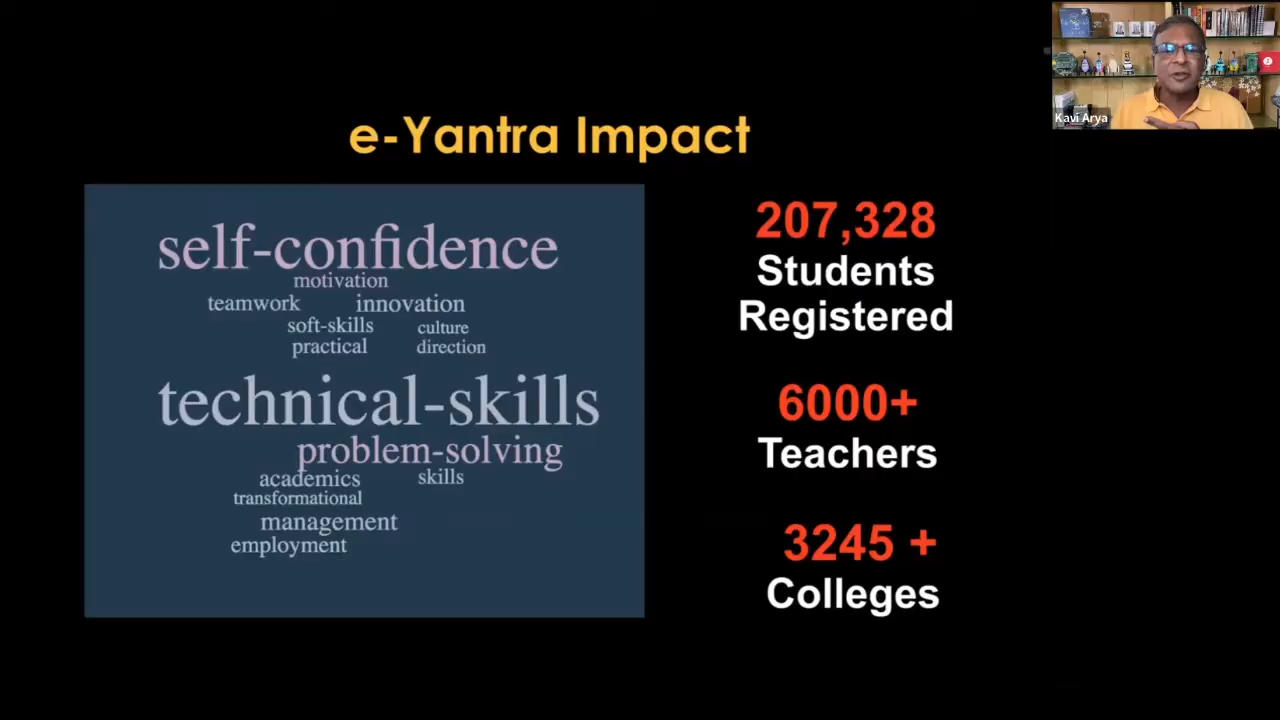 e-Yantra Impact
self-confidence
motivation
teamwork innovation
soft-skills culture
practical direction
technical-skills
problem-solving
academics skills
transformational
management
employment
207,328
Students
Registered
6000+
Teachers
3245 +
Colleges
Kavi Arya